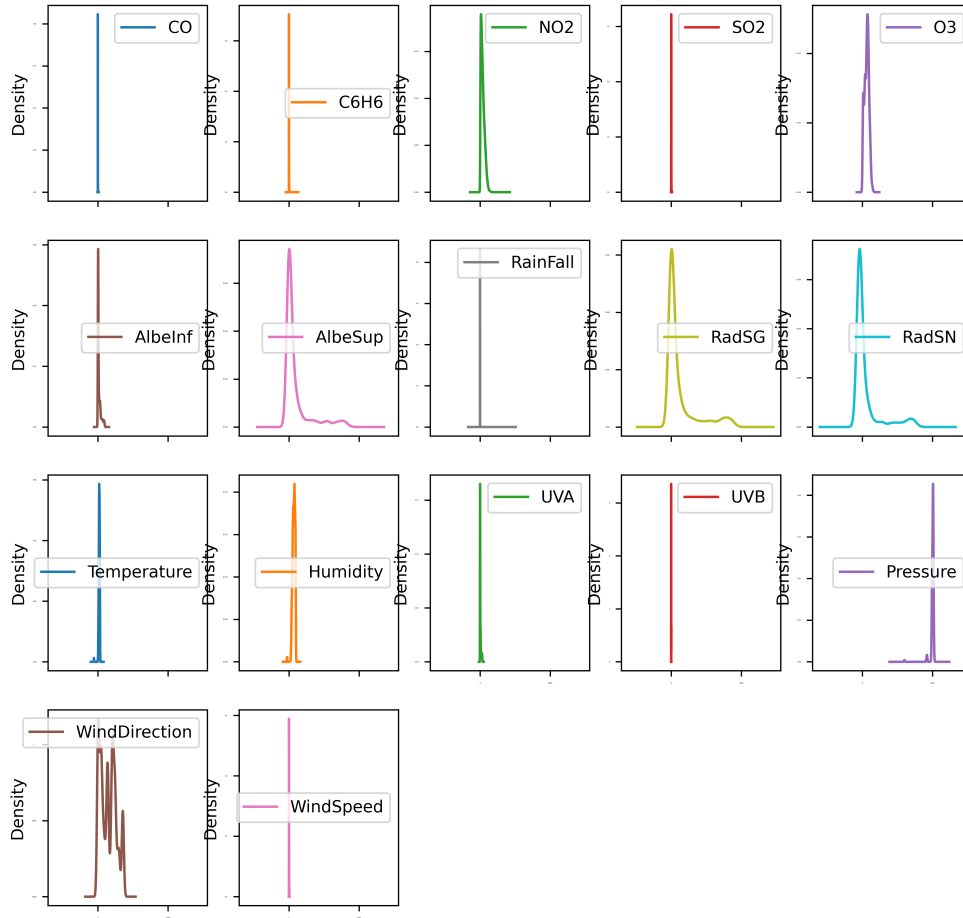 Density
CO
Density
C6H6
Density
NO2
Density
SO2
Density
O3
Density
AlbeInf
Density
AlbeSup
Density
RainFall
Density
RadSG
Density
RadSN
Density
Temperature
Density
Humidity
Density
UVA
Density
UVB
Density
Pressure
Density
WindDirection
Density
WindSpeed